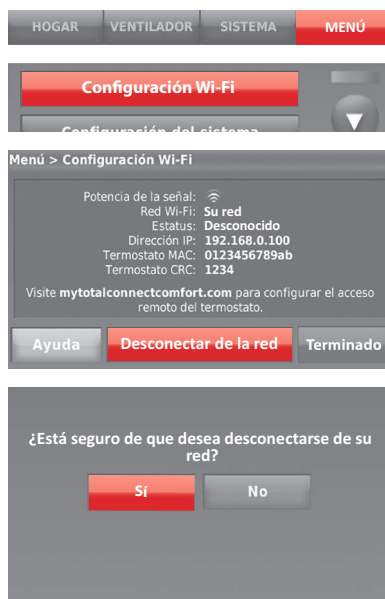 HOGAR VENTILADOR SISTEMA MENÚ
Configuración Wi-Fi
Configuración del sistema
Menú > Configuración Wi-Fi
Potencia de la señal:
Red Wi-Fi: Su red
Estatus: Desconocido
Dirección IP: 192.168.0.100
Termostato MAC: 0123456789ab
Termostato CRC: 1234
Visite mytotalconnectcomfort.com para configurar el acceso
remoto del termostato.
Ayuda Desconectar de la red Terminado
¿Está seguro de que desea desconectarse de su
red?
Sí No